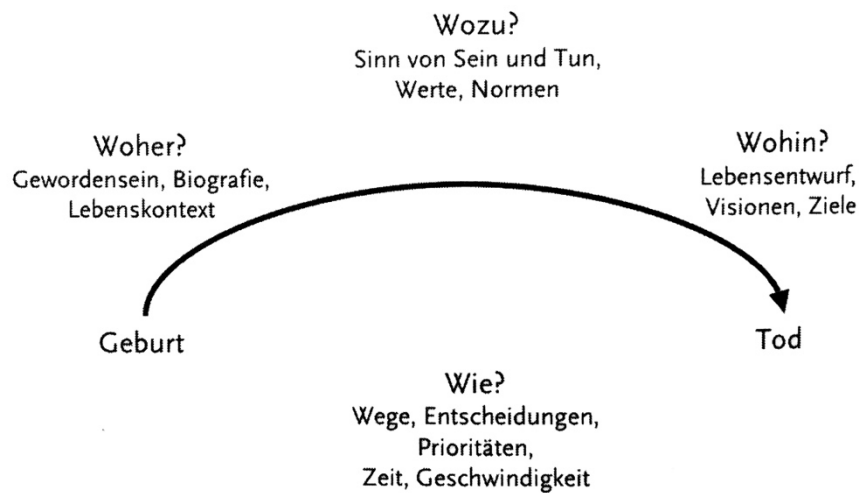 Wozu?
Sinn von Sein und Tun,
Werte, Normen
Woher?
Gewordensein, Biografie,
Lebenskontext
Wohin?
Lebensentwurf,
Visionen, Ziele
Geburt
Tod
Wie?
Wege, Entscheidungen,
Prioritäten,
Zeit, Geschwindigkeit